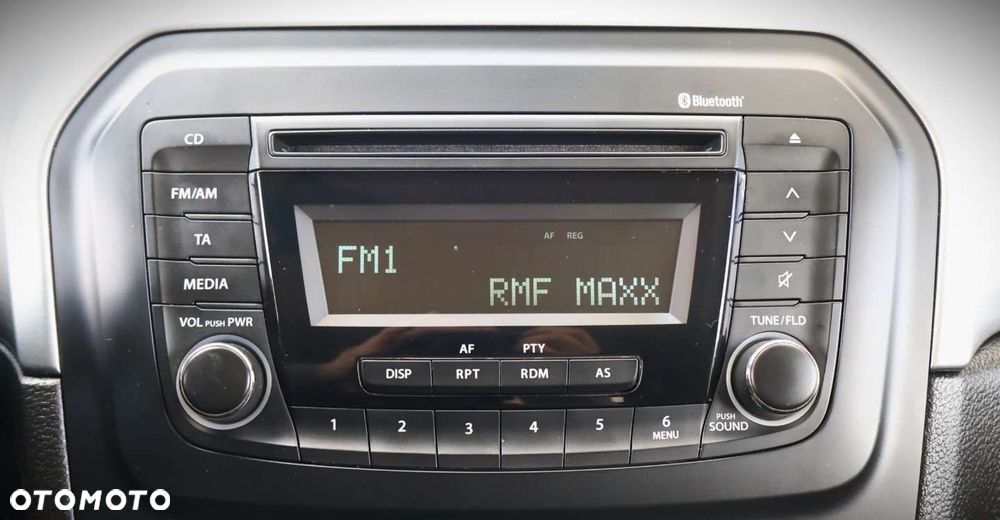 Bluetooth®
CD
FM/AM
TA
MEDIA
VOL PUSH PWR
AF REG
FM1
RMF MAXX
TUNE/FLD
AF PTY
DISP RPT RDM AS
1 2 3 4 5 6
MENU
PUSH
SOUND
OTOMOTO